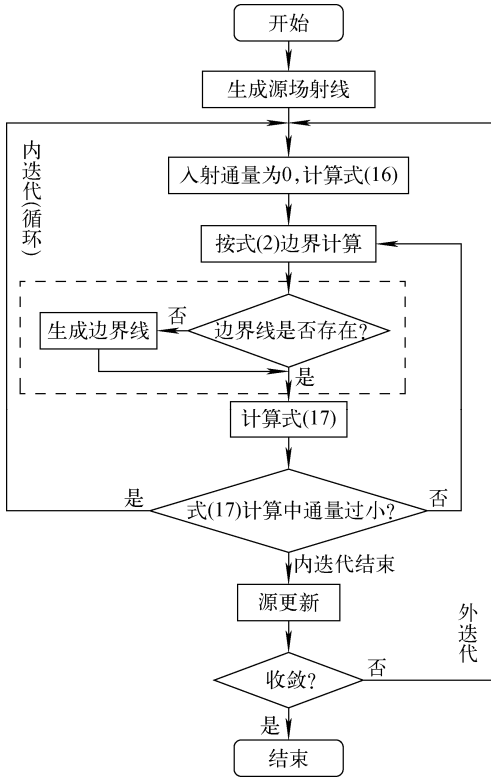 开始
生成源场射线
内迭代(循环)
入射通量为0,计算式(16)
按式(2)边界计算
否
生成边界线
边界线是否存在?
是
计算式(17)
是
式(17)计算中通量过小?
否
内迭代结束
源更新
外迭代
收敛?
否
是
结束